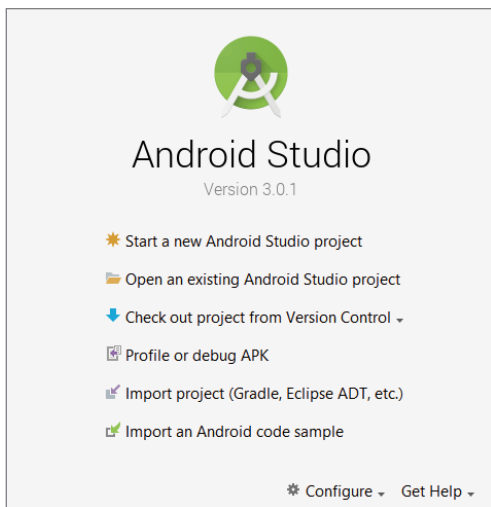 Android Studio
Version 3.0.1
Start a new Android Studio project
Open an existing Android Studio project
Check out project from Version Control
Profile or debug APK
Import project (Gradle, Eclipse ADT, etc.)
Import an Android code sample
Configure Get Help